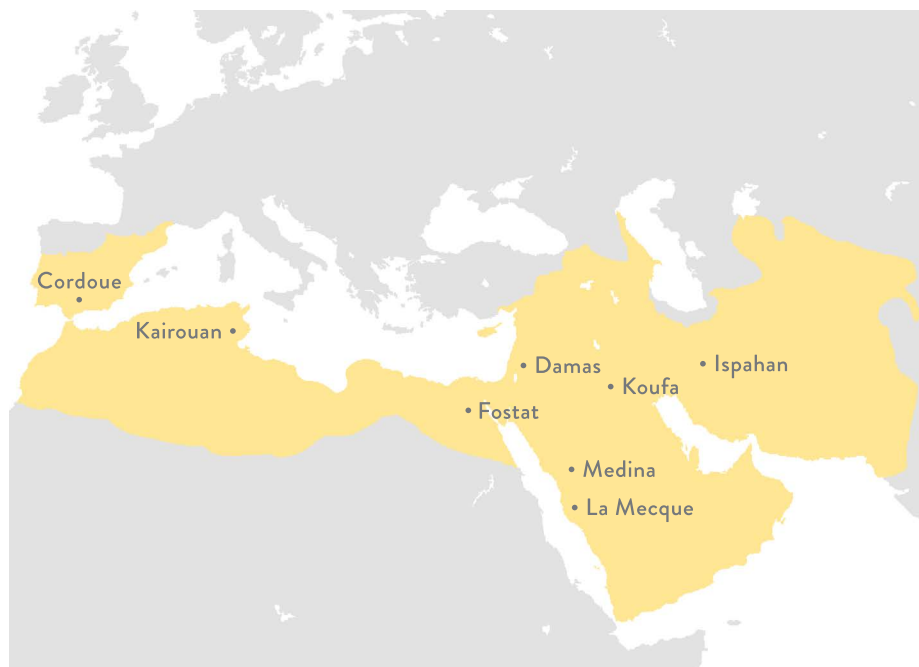 Cordoue
Kairouan
Damas
Ispahan
Koufa
Fostat
Medina
La Mecque